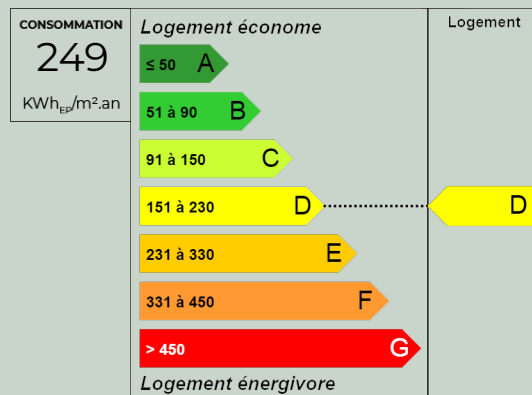 CONSOMMATION
249
KWhEP/m².an
Logement économe
Logement
≤ 50 A
51 à 90 B
91 à 150 C
151 à 230 D
D
231 à 330 E
331 à 450 F
> 450 G
Logement énergivore